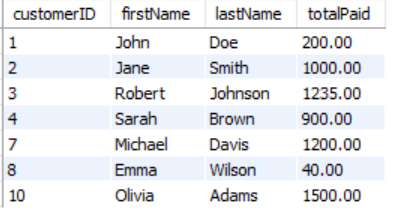 customerID firstName lastName totalPaid
1 John Doe 200.00
2 Jane Smith 1000.00
3 Robert Johnson 1235.00
4 Sarah Brown 900.00
7 Michael Davis 1200.00
8 Emma Wilson 40.00
10 Olivia Adams 1500.00